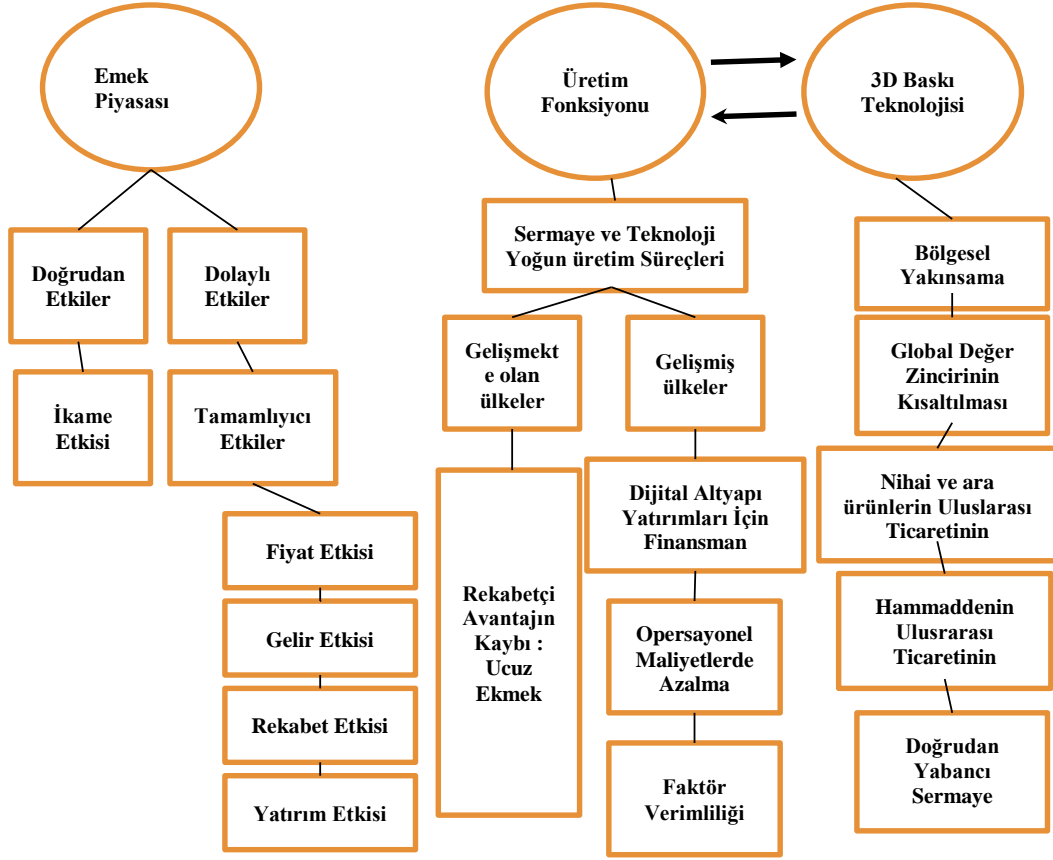 Emek
Piyasası
Doğrudan
Etkiler
Dolaylı
Etkiler
İkame
Etkisi
Tamamlıyıcı
Etkiler
Fiyat Etkisi
Gelir Etkisi
Rekabet Etkisi
Yatırım Etkisi
Üretim
Fonksiyonu
Sermaye ve Teknoloji
Yoğun üretim Süreçleri
Gelişmekt
e olan
ülkeler
Rekabetçi
Avantajın
Kaybı :
Ucuz
Ekmek
Gelişmiş
ülkeler
Dijital Altyapı
Yatırımları İçin
Finansman
Opersayonel
Maliyetlerde
Azalma
Faktör
Verimliliği
3D Baskı
Teknolojisi
Bölgesel
Yakınsama
Global Değer
Zincirinin
Kısaltılması
Nihai ve ara
ürünlerin Uluslarası
Ticaretinin
Hammaddenin
Ulusrarası
Ticaretinin
Doğrudan
Yabancı
Sermaye